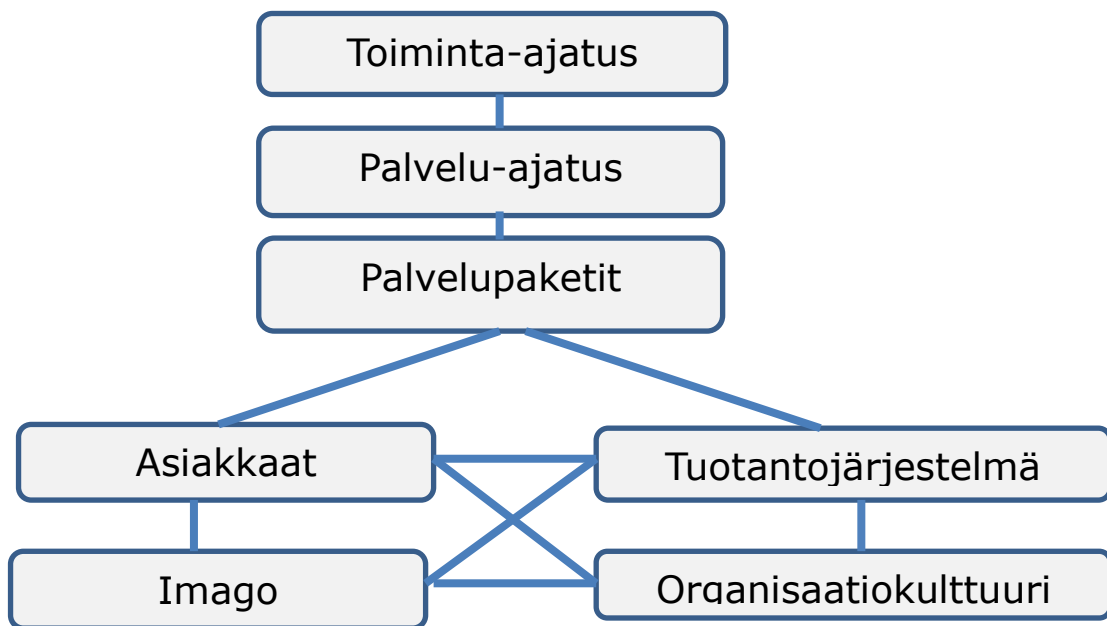 Toiminta-ajatus
Palvelu-ajatus
Palvelupaketit
Asiakkaat
Tuotantojärjestelmä
Imago
Organisaatiokulttuuri